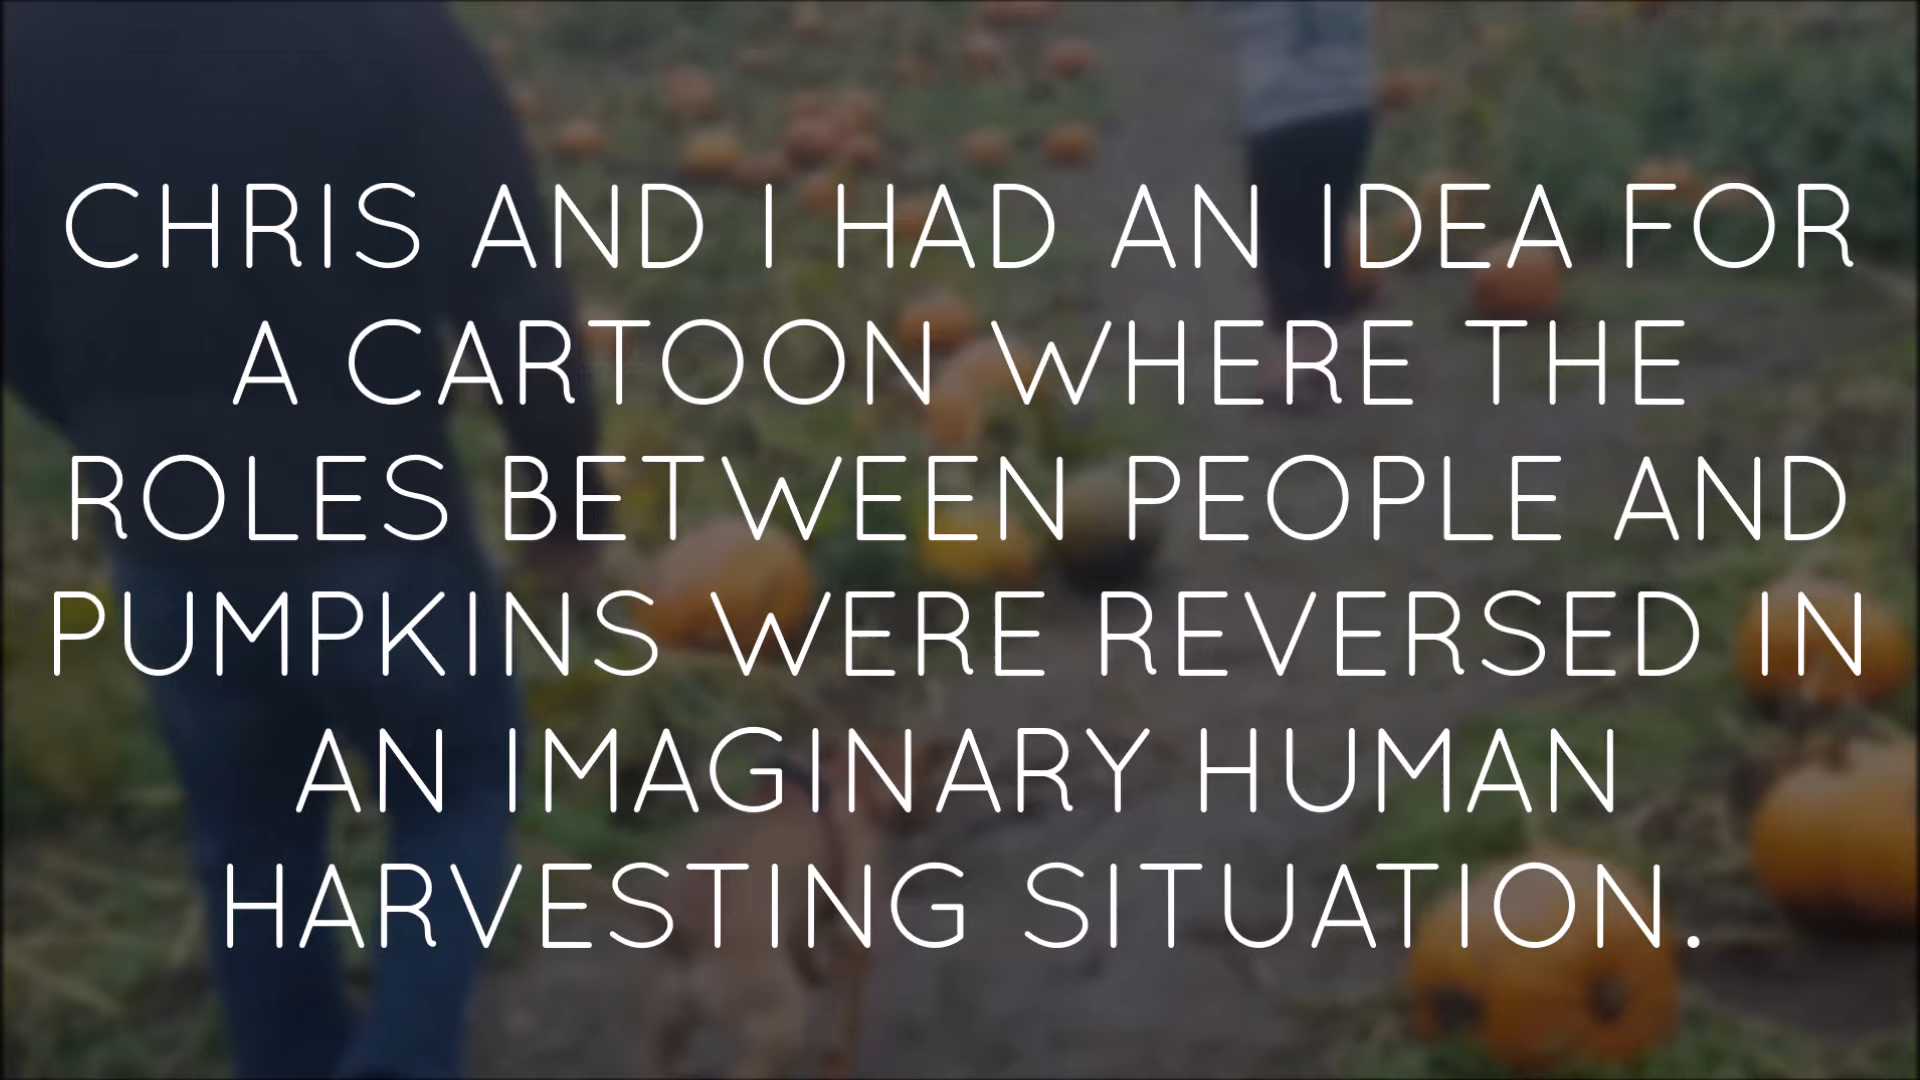 CHRIS AND I HAD AN IDEA FOR
A CARTOON WHERE THE
ROLES BETWEEN PEOPLE AND
PUMPKINS WERE REVERSED IN
AN IMAGINARY HUMAN
HARVESTING SITUATION.